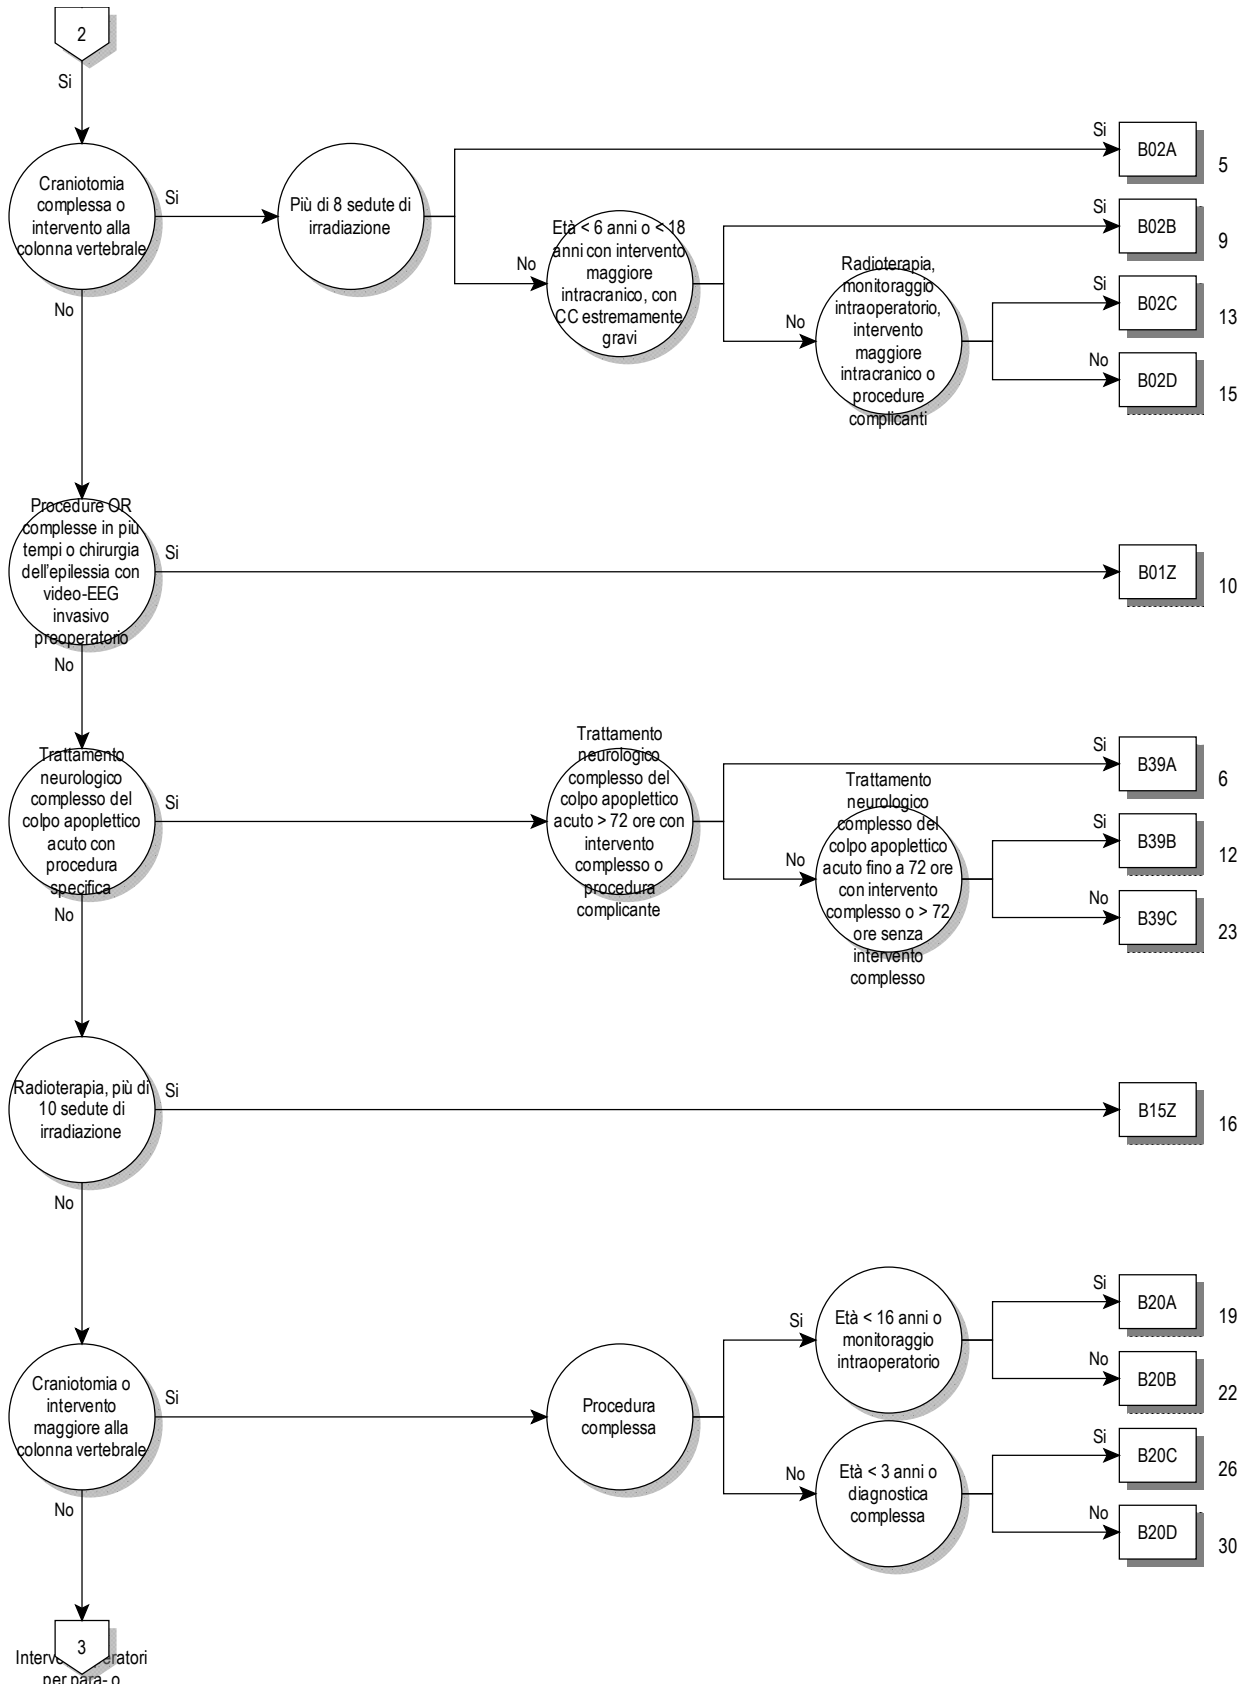 2
Si
Craniotomia
complessa o
intervento alla
colonna vertebrale
Si
Più di 8 sedute di
irradiazione
Si
B02A
5
No
Età < 6 anni o < 18
anni con intervento
maggiore
intracranico, con
CC estremamente
gravi
Si
B02B
9
No
Radioterapia,
monitoraggio
intraoperatorio,
intervento
maggiore
intracranico o
procedure
complicanti
Si
B02C
13
No
B02D
15
No
Procedure OR
complesse in più
tempi o chirurgia
dell'epilessia con
video-EEG
invasivo
preoperatorio
Si
B01Z
10
No
Trattamento
neurologico
complesso del
colpo apoplettico
acuto con
procedura
specifica
Si
Trattamento
neurologico
complesso del
colpo apoplettico
acuto > 72 ore con
intervento
complesso o
procedura
complicante
Si
B39A
6
No
Trattamento
neurologico
complesso del
colpo apoplettico
acuto fino a 72 ore
con intervento
complesso o > 72
ore senza
intervento
complesso
Si
B39B
12
No
B39C
23
No
Radioterapia, più di
10 sedute di
irradiazione
Si
B15Z
16
No
Craniotomia o
intervento
maggiore alla
colonna vertebrale
Si
Procedura
complessa
Si
Età < 16 anni o
monitoraggio
intraoperatorio
Si
B20A
19
No
B20B
22
No
Età < 3 anni o
diagnostica
complessa
Si
B20C
26
No
B20D
30
No
3
per para- o